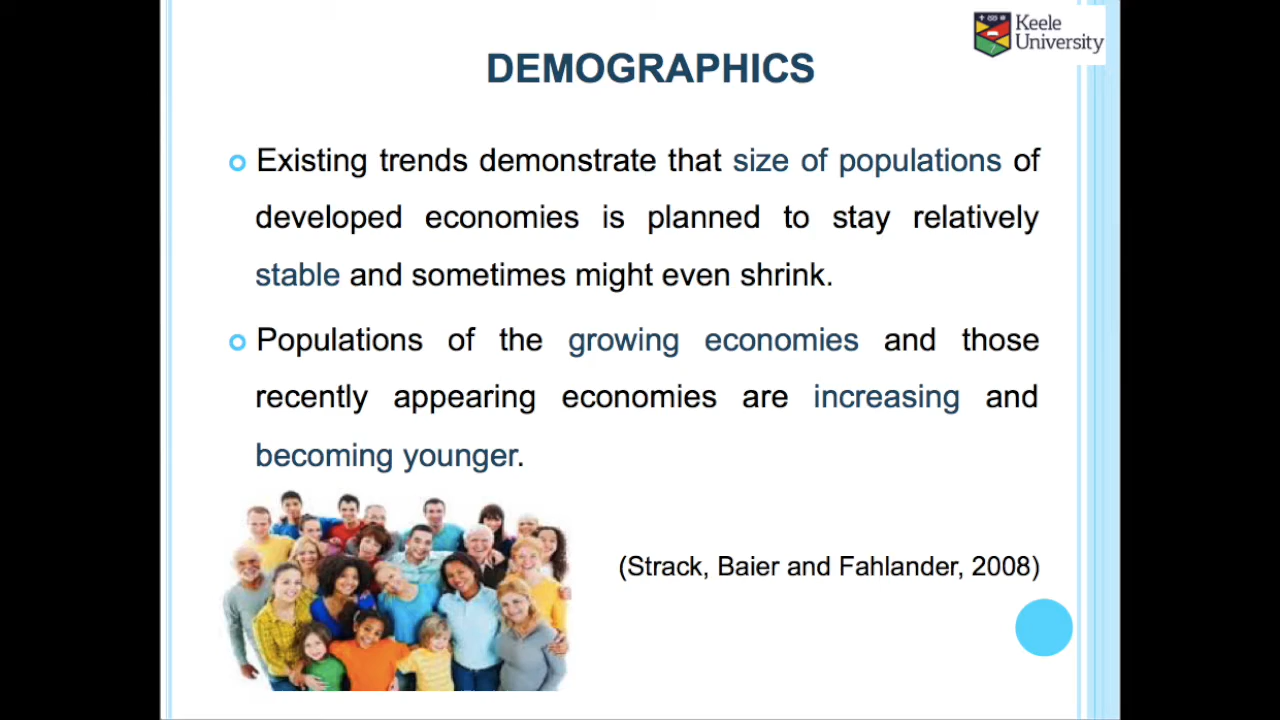 Keele
University
DEMOGRAPHICS
Existing trends demonstrate that size of populations of
developed economies is planned to stay relatively
stable and sometimes might even shrink.
Populations of the growing economies and those
recently appearing economies are increasing and
becoming younger.
(Strack, Baier and Fahlander, 2008)